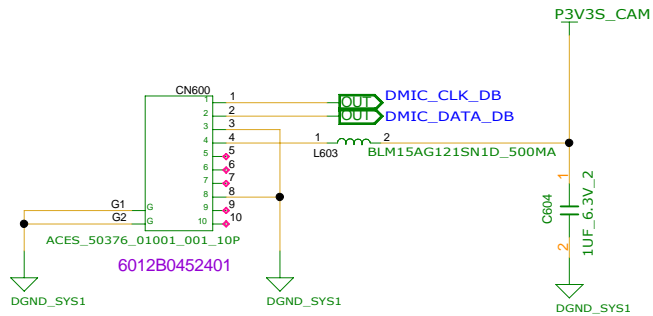 P3V3S_CAM
CN600
1 1 OUT DMIC_CLK_DB
2 2 OUT DMIC_DATA_DB
3 3
4 4 1 2
L603 BLM15AG121SN1D_500MA
5 5
6 6
7 7
8 8
9 9
10 10
G1 G
G2 G
ACES_50376_01001_001_10P
6012B0452401
1
C604
1UF_6.3V_2
2
DGND_SYS1
DGND_SYS1
DGND_SYS1